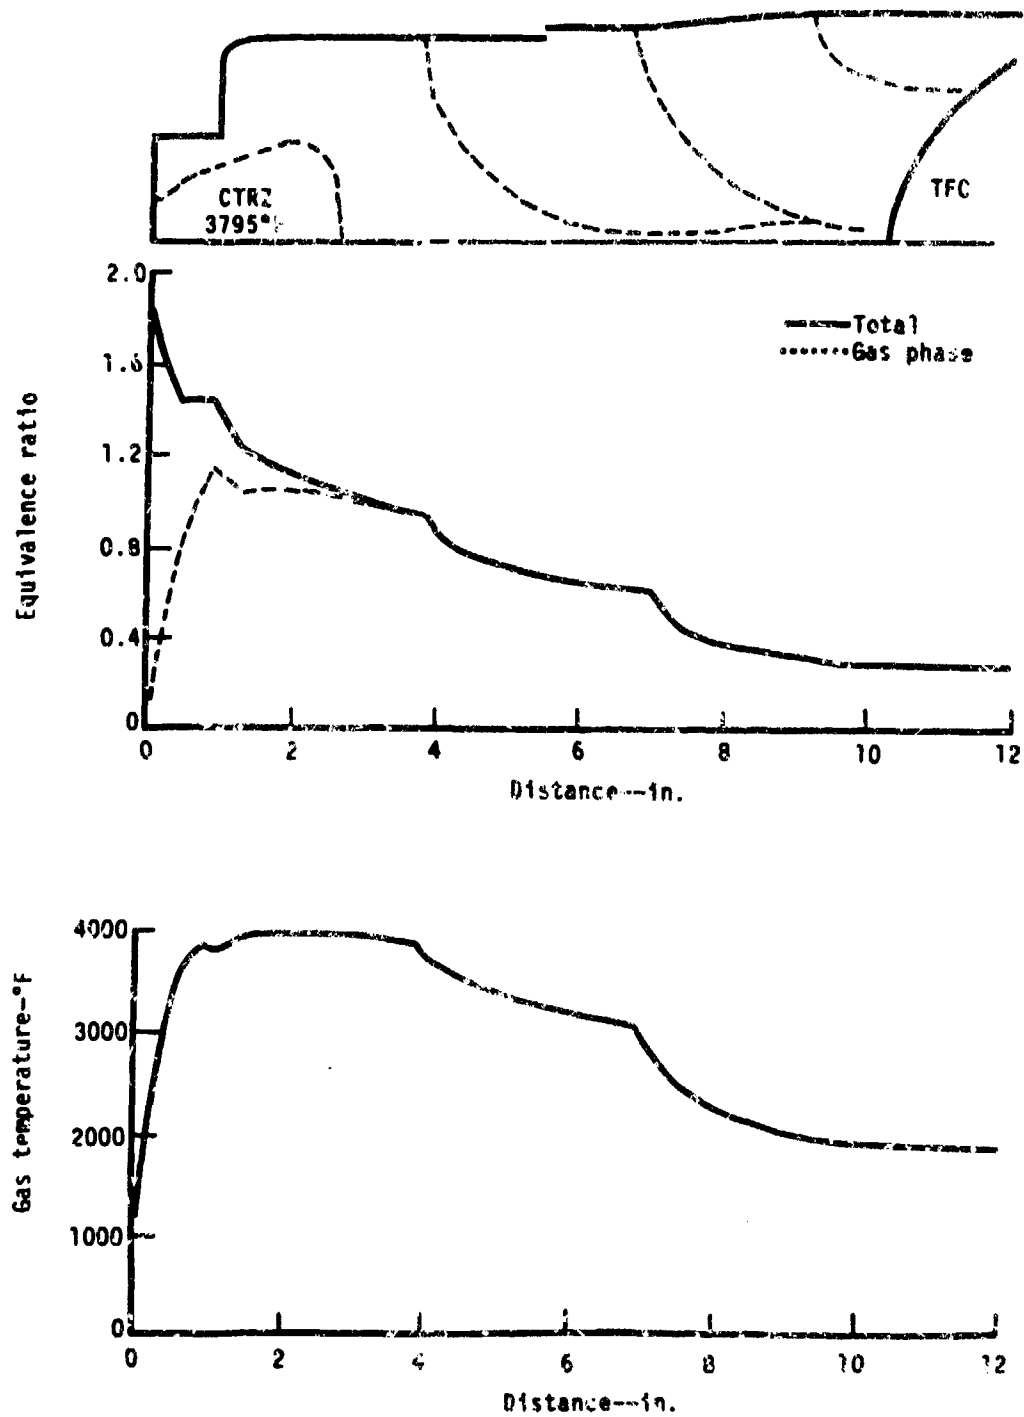 CTRZ
3795°
TFC
2.0
1.6
1.2
0.8
0.4
0
Equivalence ratio
Total
Gas phase
0 2 4 6 8 10 12
Distance--in.
4000
3000
2000
1000
0
Gas temperature-°F
0 2 4 6 8 10 12
Distance--in.